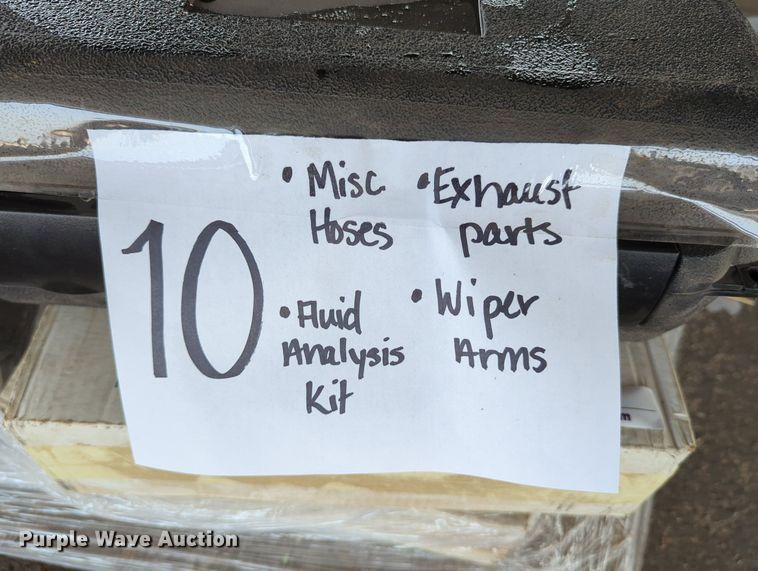 10
• Misc
Hoses
• Exhaust
parts
• Fluid
Analysis
Kit
• Wiper
Arms
Purple Wave Auction